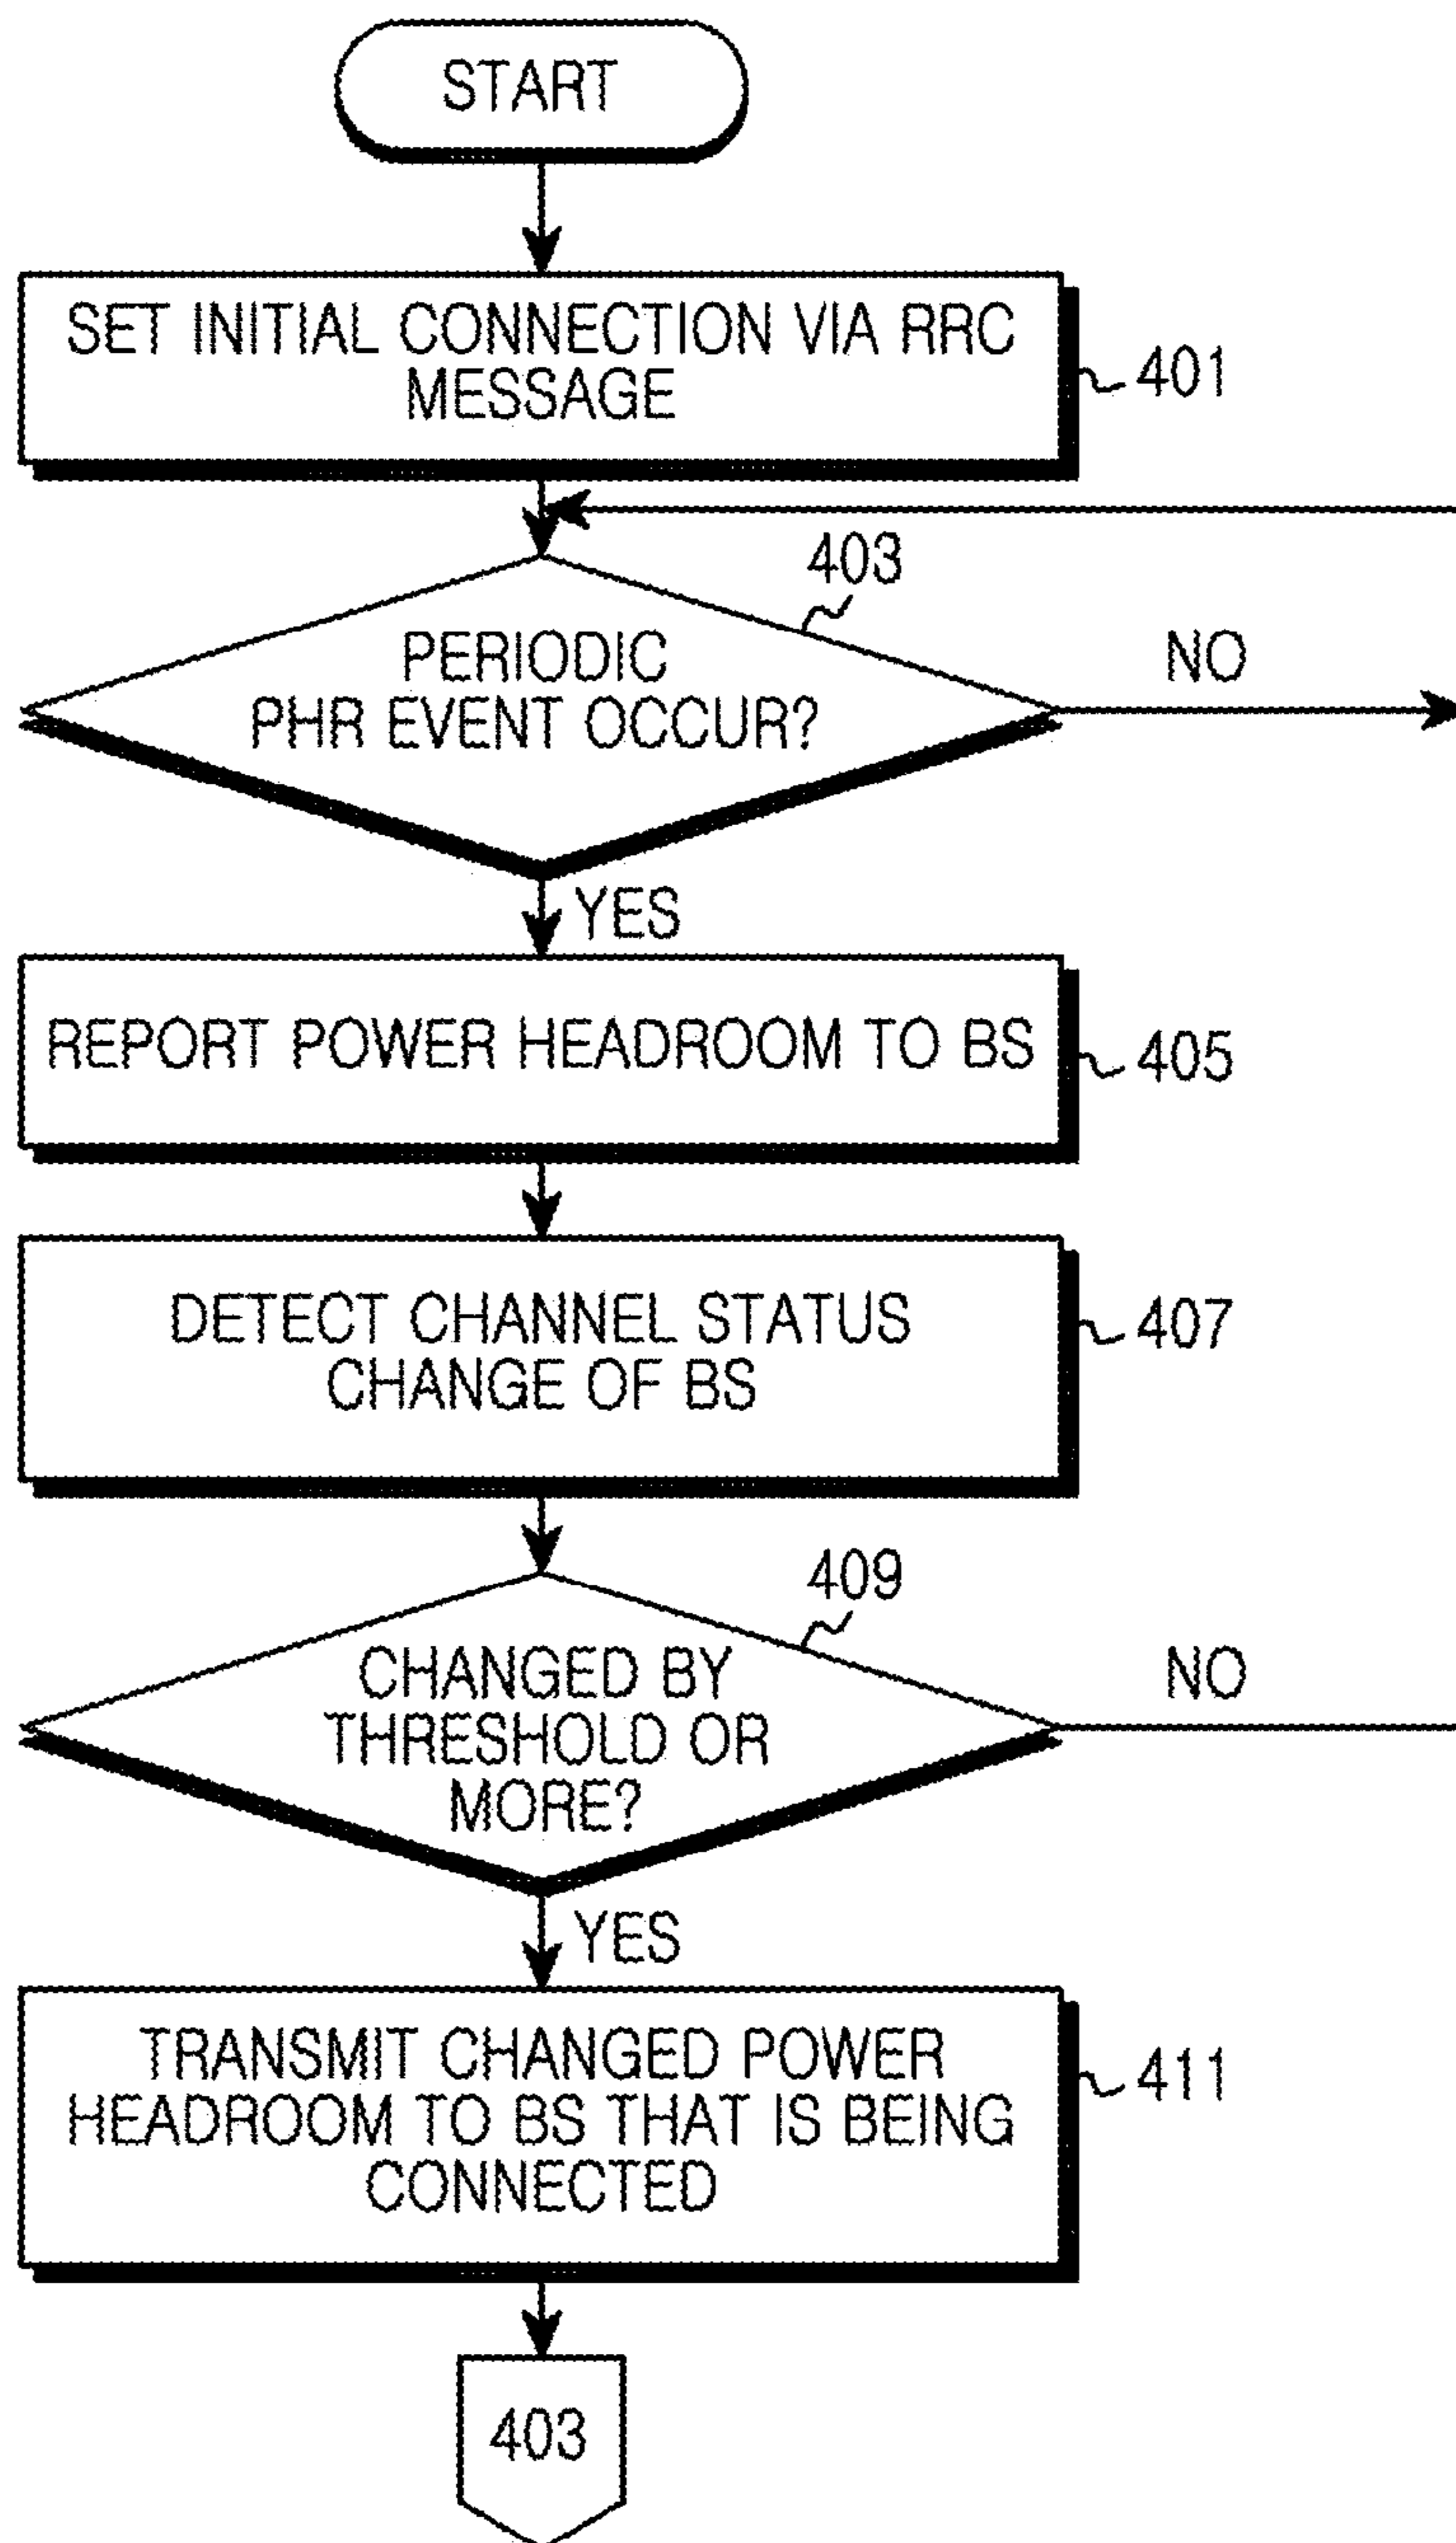 START
SET INITIAL CONNECTION VIA RRC
MESSAGE
401
403
PERIODIC
PHR EVENT OCCUR?
NO
YES
REPORT POWER HEADROOM TO BS
405
DETECT CHANNEL STATUS
CHANGE OF BS
407
409
CHANGED BY
THRESHOLD OR
MORE?
NO
YES
TRANSMIT CHANGED POWER
HEADROOM TO BS THAT IS BEING
CONNECTED
411
403